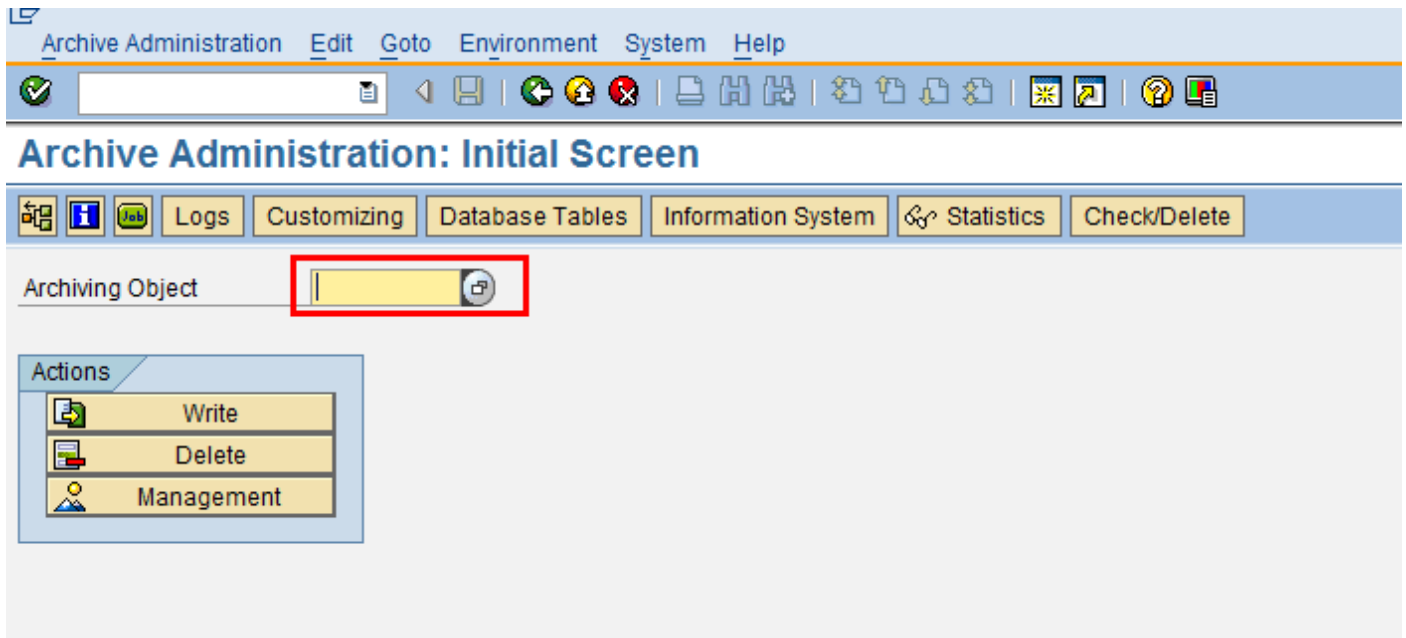 Archive Administration Edit Goto Environment System Help
Archive Administration: Initial Screen
Job Logs Customizing Database Tables Information System Statistics Check/Delete
Archiving Object
Actions
Write
Delete
Management